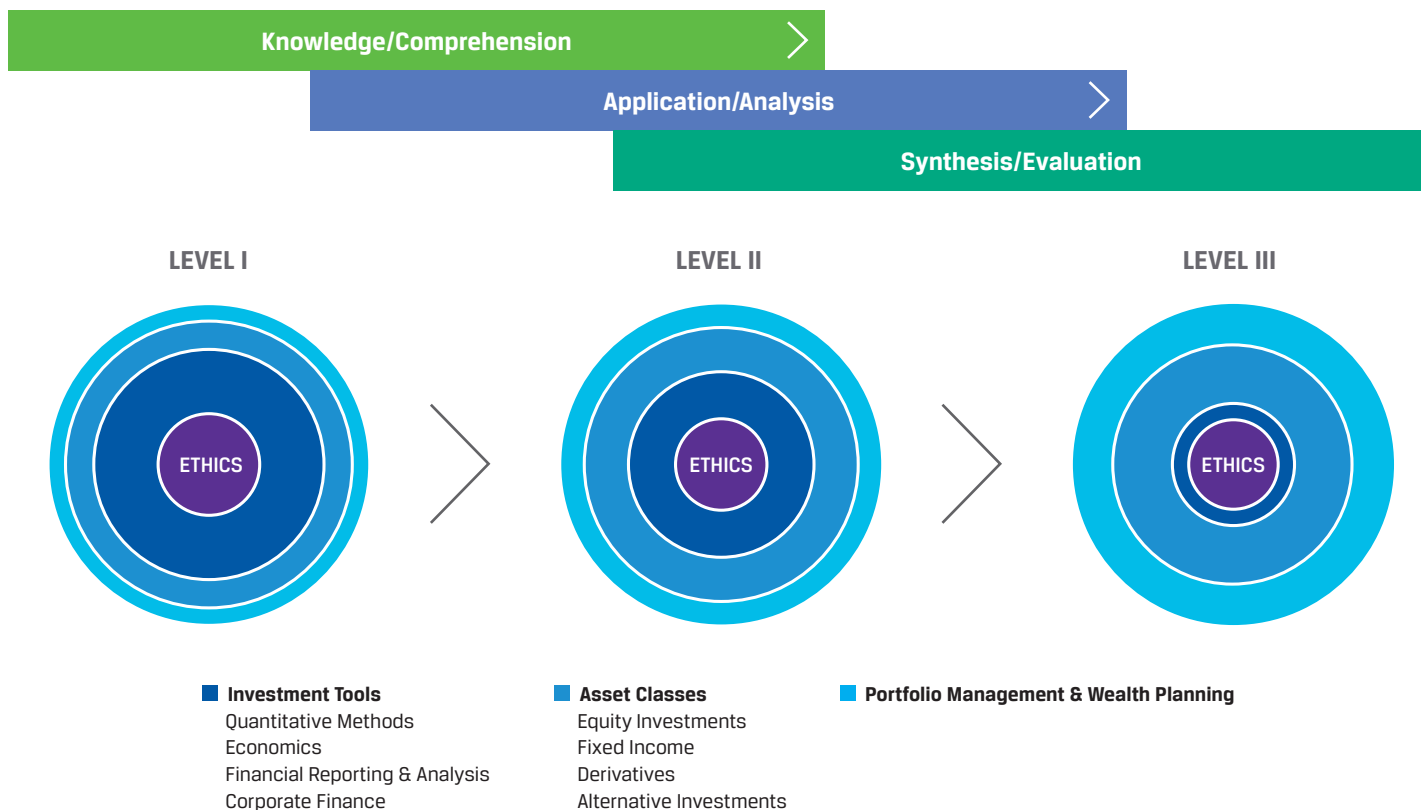 Knowledge/Comprehension
Application/Analysis
Synthesis/Evaluation
LEVEL I
LEVEL II
LEVEL III
ETHICS
ETHICS
ETHICS
Investment Tools
Quantitative Methods
Economics
Financial Reporting & Analysis
Corporate Finance
Asset Classes
Equity Investments
Fixed Income
Derivatives
Alternative Investments
Portfolio Management & Wealth Planning